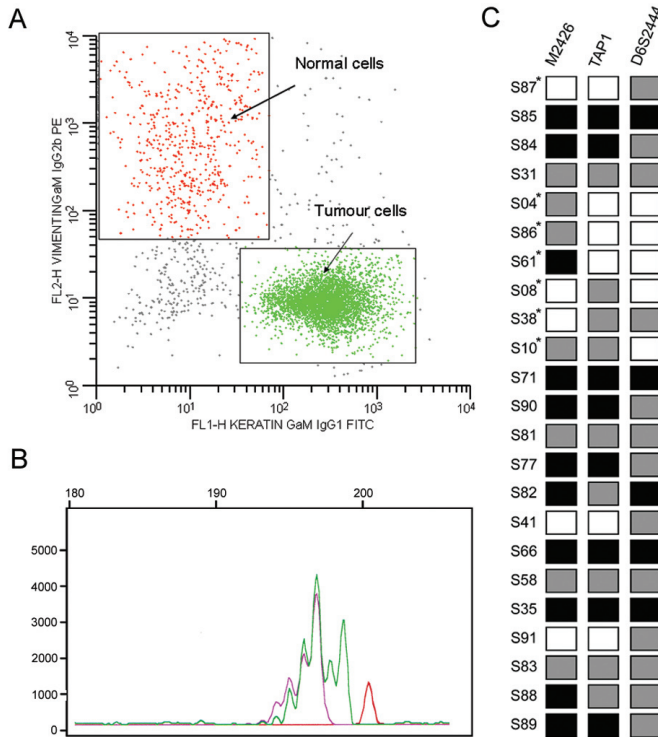 A
Normal cells
Tumour cells
FL2-H VIMENTINGaM IgG2b PE
10^4
10^3
10^2
10^1
10^0
10^0 10^1 10^2 10^3 10^4
FL1-H KERATIN GaM IgG1 FITC
B
180 190 200
5000
4000
3000
2000
1000
0
C
M2426 TAP1 D6S2444
S87*
S85
S84
S31
S04*
S86*
S61*
S08*
S38*
S10*
S71
S90
S81
S77
S82
S41
S66
S58
S35
S91
S83
S88
S89